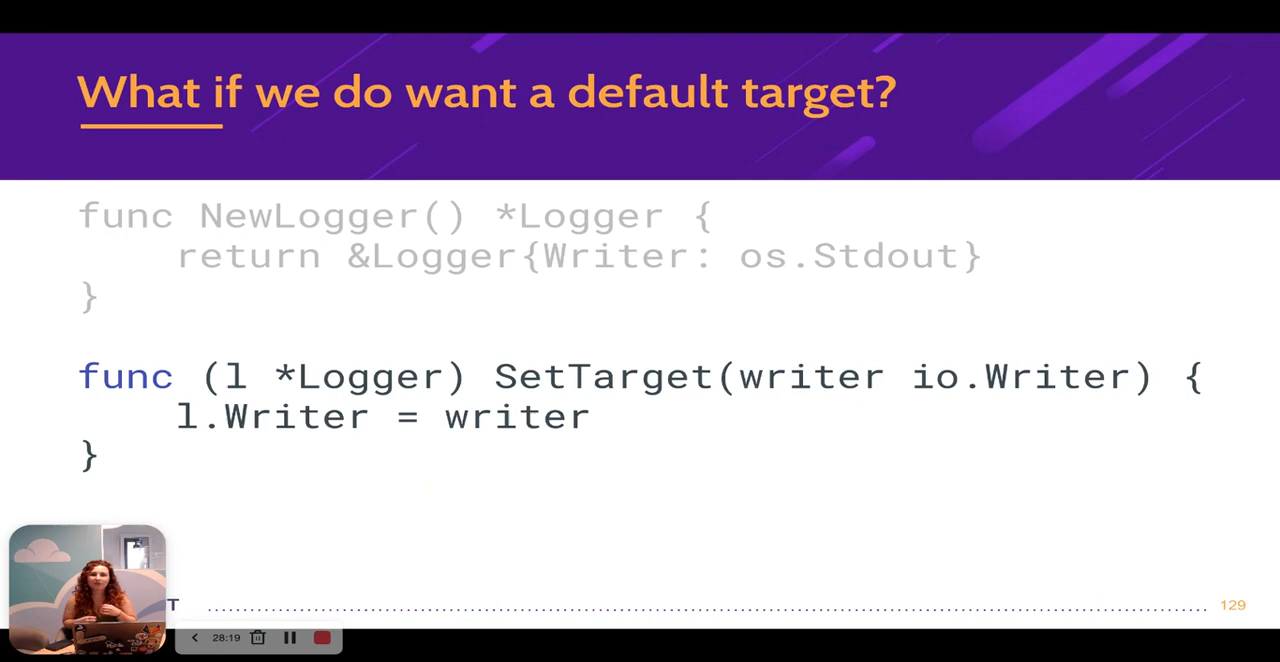 What if we do want a default target?
func NewLogger() *Logger {
    return &Logger{Writer: os.Stdout}
}
func (l *Logger) SetTarget(writer io.Writer) {
    l.Writer = writer
}
T
129
28:19